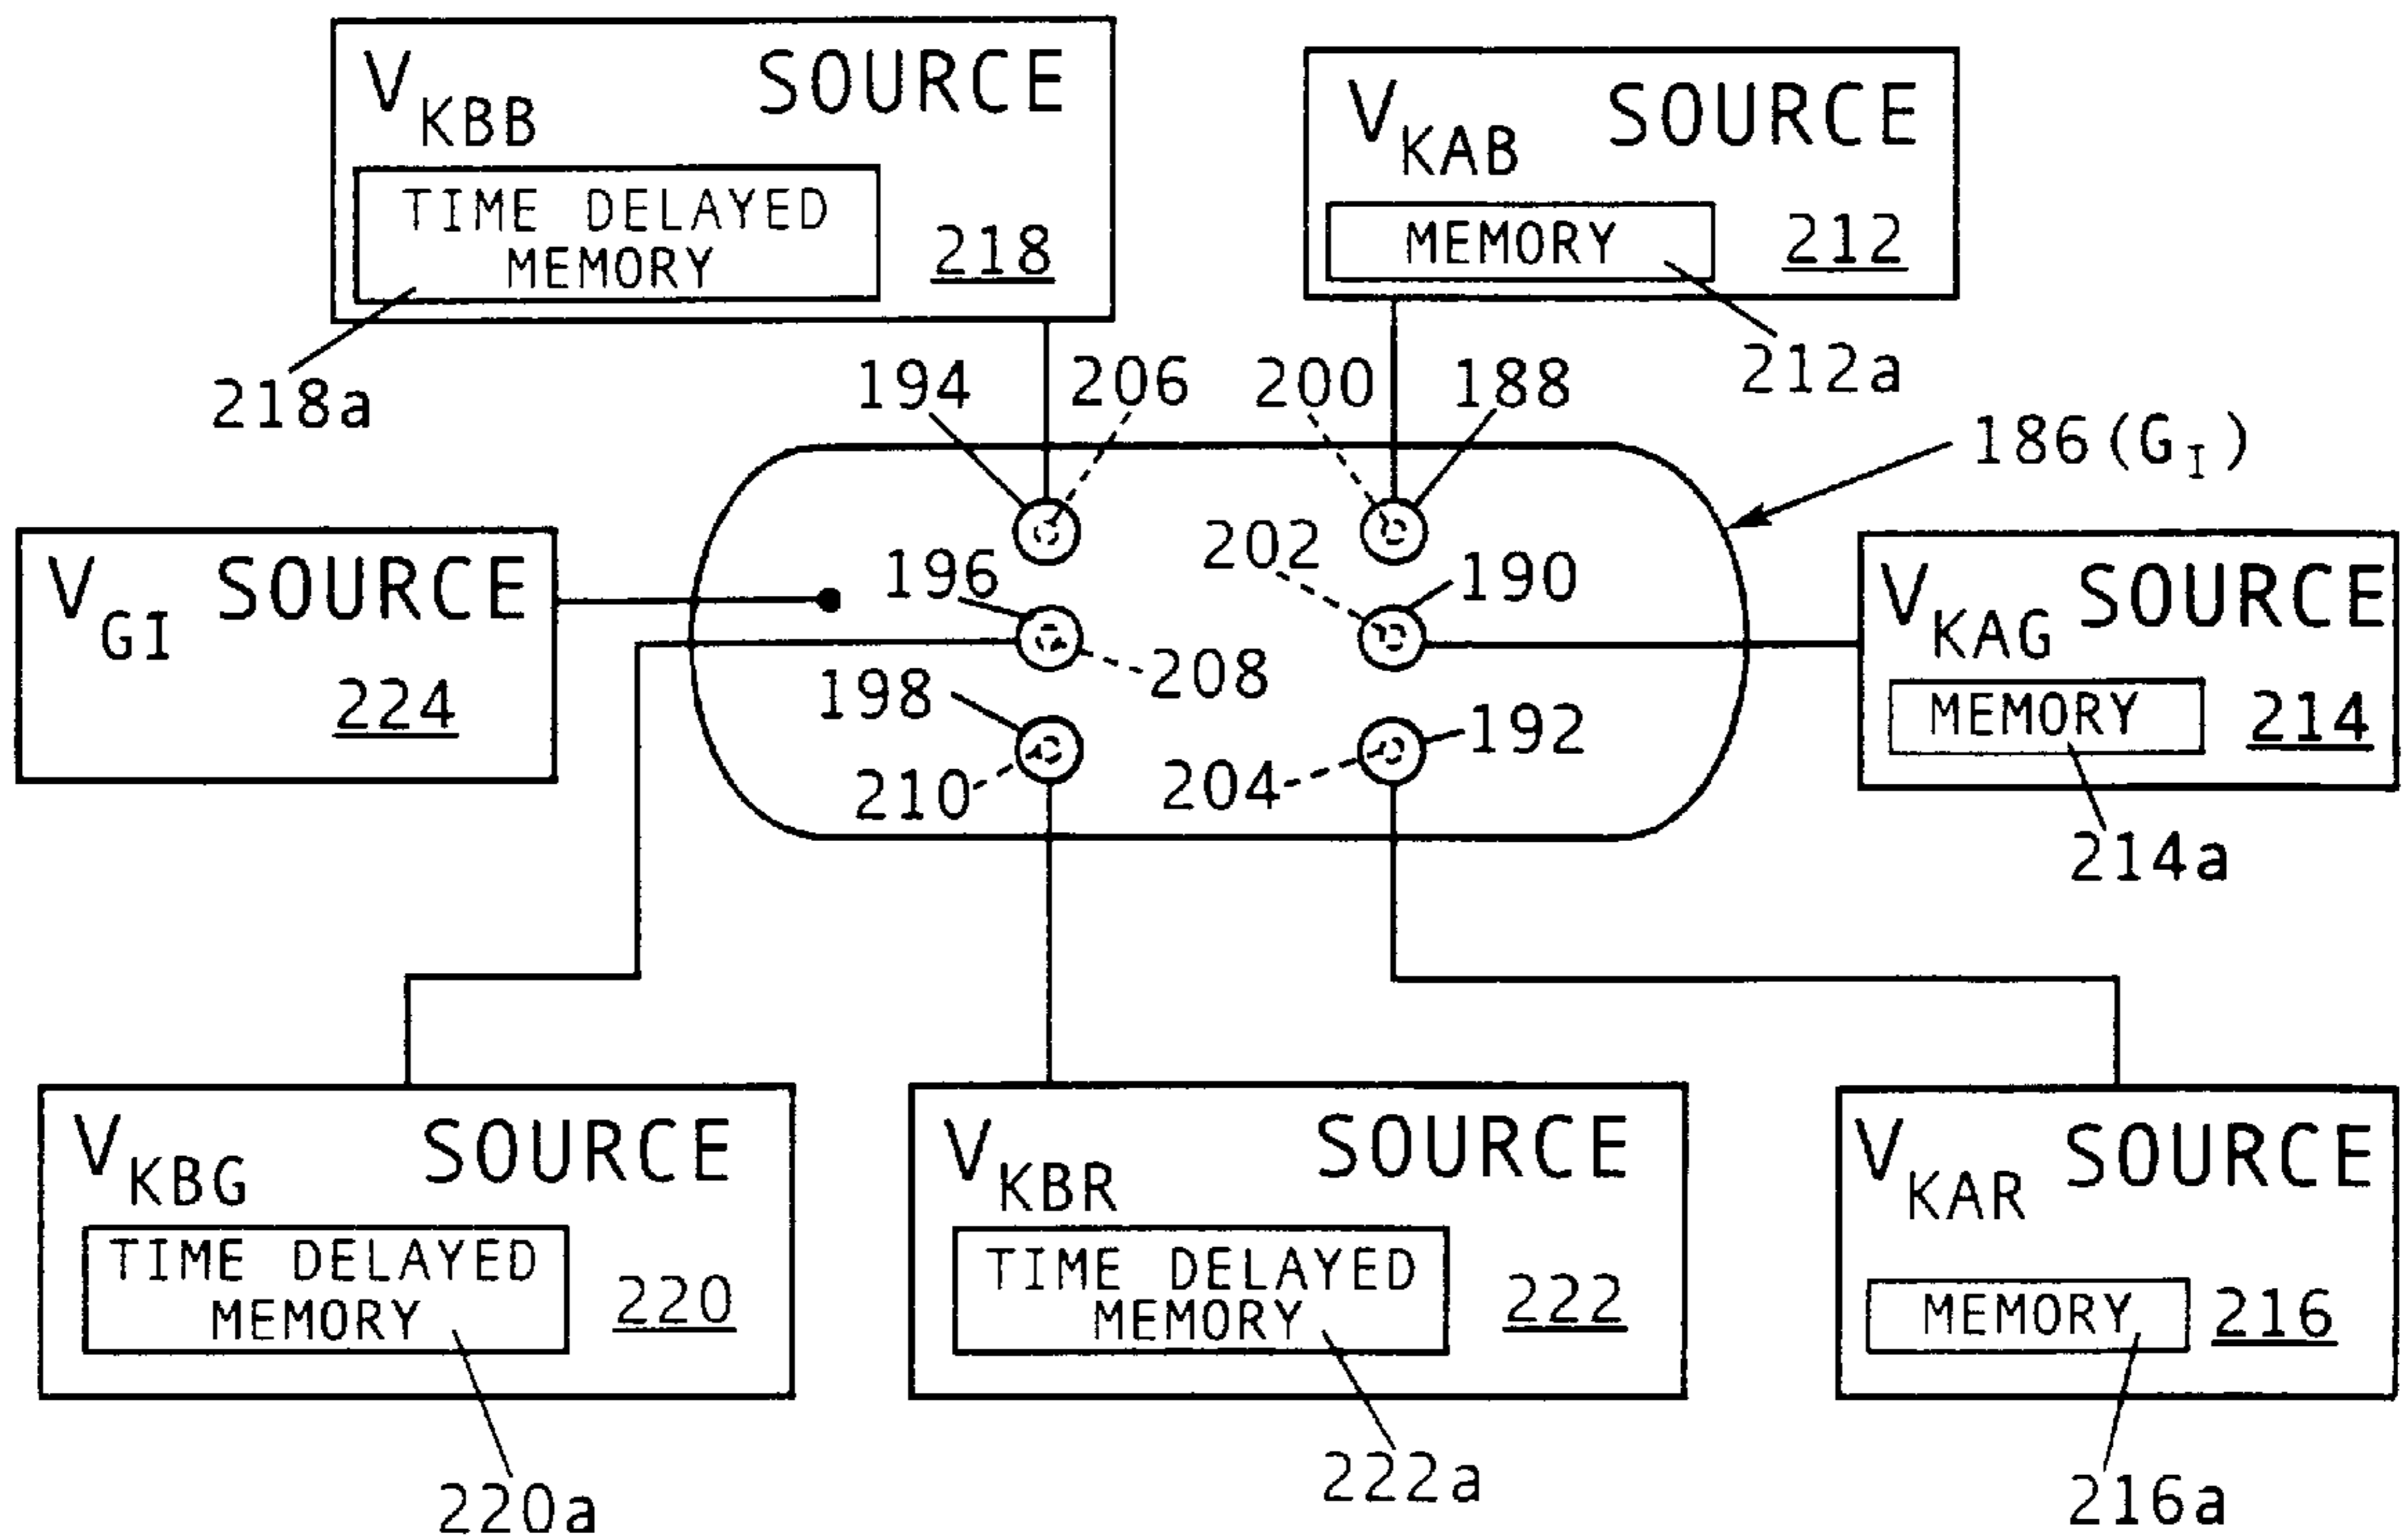 V_KBB SOURCE
TIME DELAYED
MEMORY
218
218a
V_KAB SOURCE
MEMORY
212
212a
194
206
200
188
186(G_I)
V_GI SOURCE
224
196
202
190
208
198
210
204
192
V_KAG SOURCE
MEMORY
214
214a
V_KBG SOURCE
TIME DELAYED
MEMORY
220
220a
V_KBR SOURCE
TIME DELAYED
MEMORY
222
222a
V_KAR SOURCE
MEMORY
216
216a